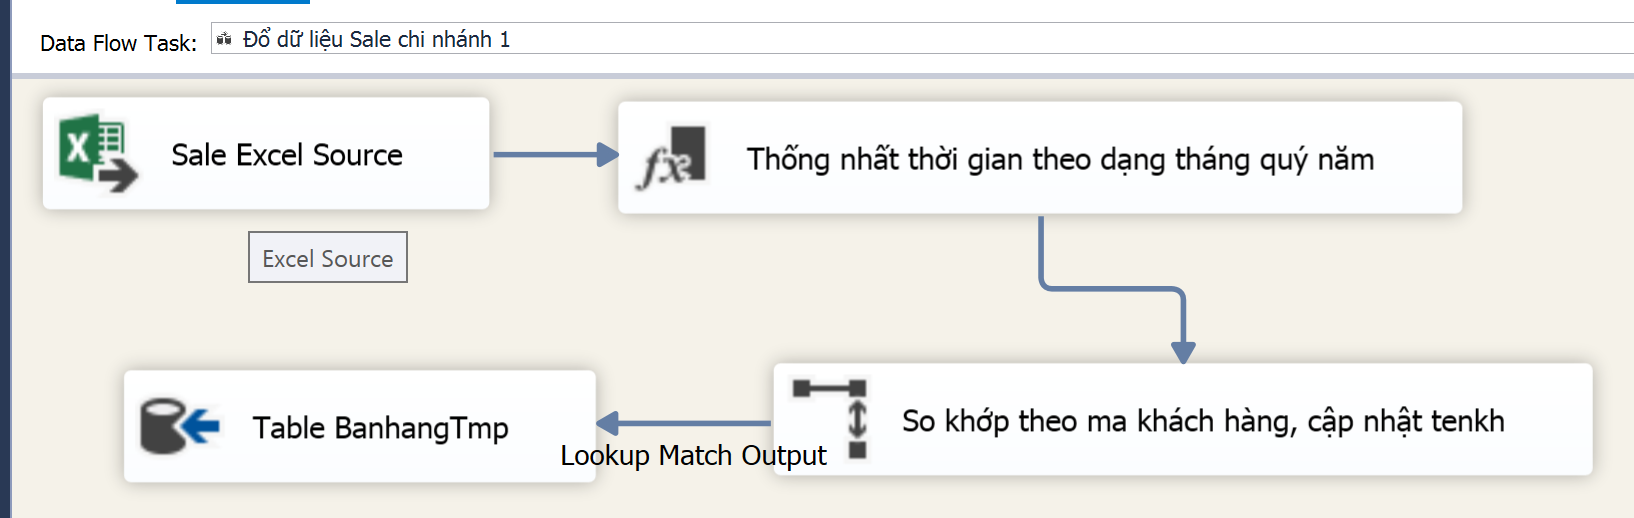 Data Flow Task: Đổ dữ liệu Sale chi nhánh 1
Sale Excel Source
Thống nhất thời gian theo dạng tháng quý năm
Excel Source
Table BanhangTmp
So khớp theo ma khách hàng, cập nhật tenkh
Lookup Match Output